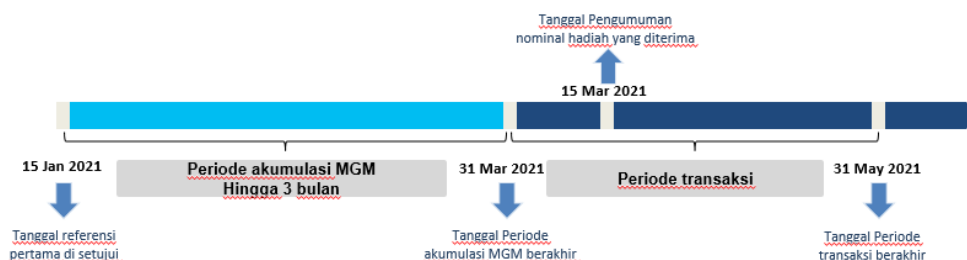 Tanggal Pengumuman
nominal hadiah yang diterima
15 Mar 2021
15 Jan 2021
Periode akumulasi MGM
Hingga 3 bulan
31 Mar 2021
Periode transaksi
31 May 2021
Tanggal referensi
pertama di setujui
Tanggal Periode
akumulasi MGM berakhir
Tanggal Periode
transaksi berakhir